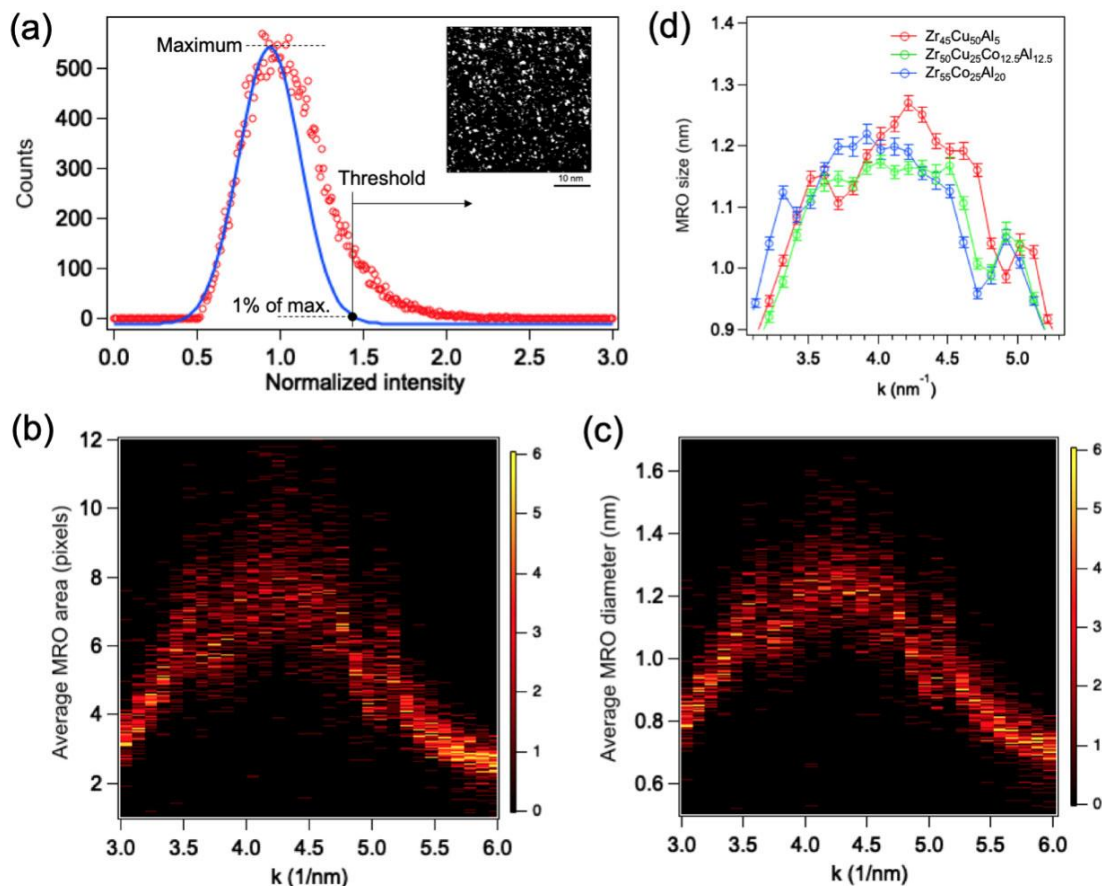 (a)
500
400
300
200
100
0
Counts
Maximum
Threshold
1% of max.
10 nm
0.0 0.5 1.0 1.5 2.0 2.5 3.0
Normalized intensity
(d)
1.4
1.3
1.2
1.1
1.0
0.9
MRO size (nm)
Zr₄₅Cu₅₀Al₅
Zr₅₀Cu₂₅Co₁₂.₅Al₁₂.₅
Zr₅₅Co₂₅Al₂₀
3.5 4.0 4.5 5.0
k (nm⁻¹)
(b)
12
10
8
6
4
2
Average MRO area (pixels)
3.0 3.5 4.0 4.5 5.0 5.5 6.0
k (1/nm)
6
5
4
3
2
1
0
(c)
1.6
1.4
1.2
1.0
0.8
0.6
Average MRO diameter (nm)
3.0 3.5 4.0 4.5 5.0 5.5 6.0
k (1/nm)
6
5
4
3
2
1
0